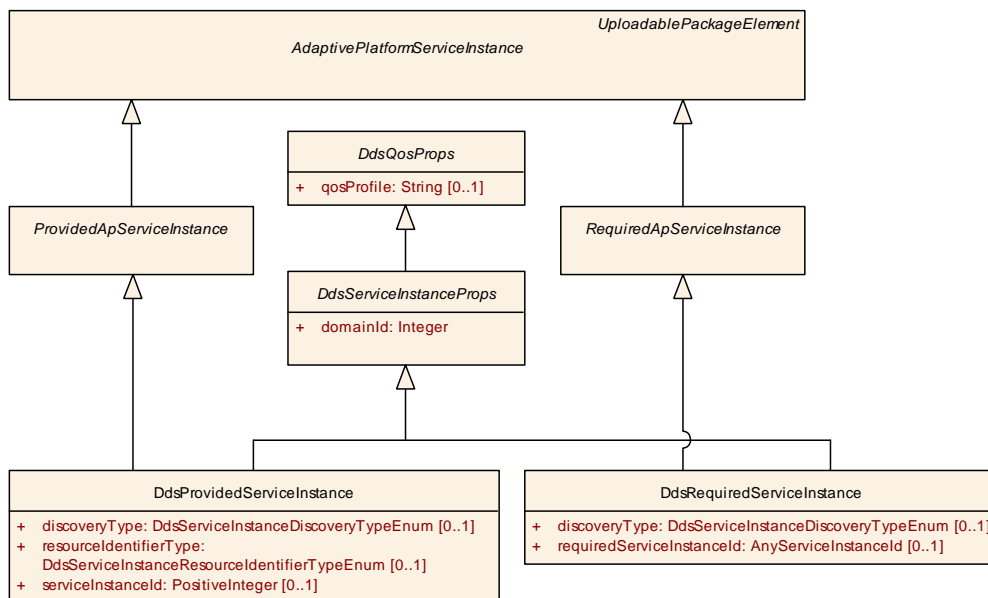 UploadablePackageElement
AdaptivePlatformServiceInstance
DdsQosProps
+ qosProfile: String [0..1]
ProvidedApServiceInstance
RequiredApServiceInstance
DdsServiceInstanceProps
+ domainId: Integer
DdsProvidedServiceInstance
+ discoveryType: DdsServiceInstanceDiscoveryTypeEnum [0..1]
+ resourceIdentifierType:
DdsServiceInstanceResourceIdentifierTypeEnum [0..1]
+ serviceInstanceId: PositiveInteger [0..1]
DdsRequiredServiceInstance
+ discoveryType: DdsServiceInstanceDiscoveryTypeEnum [0..1]
+ requiredServiceInstanceId: AnyServiceInstanceId [0..1]